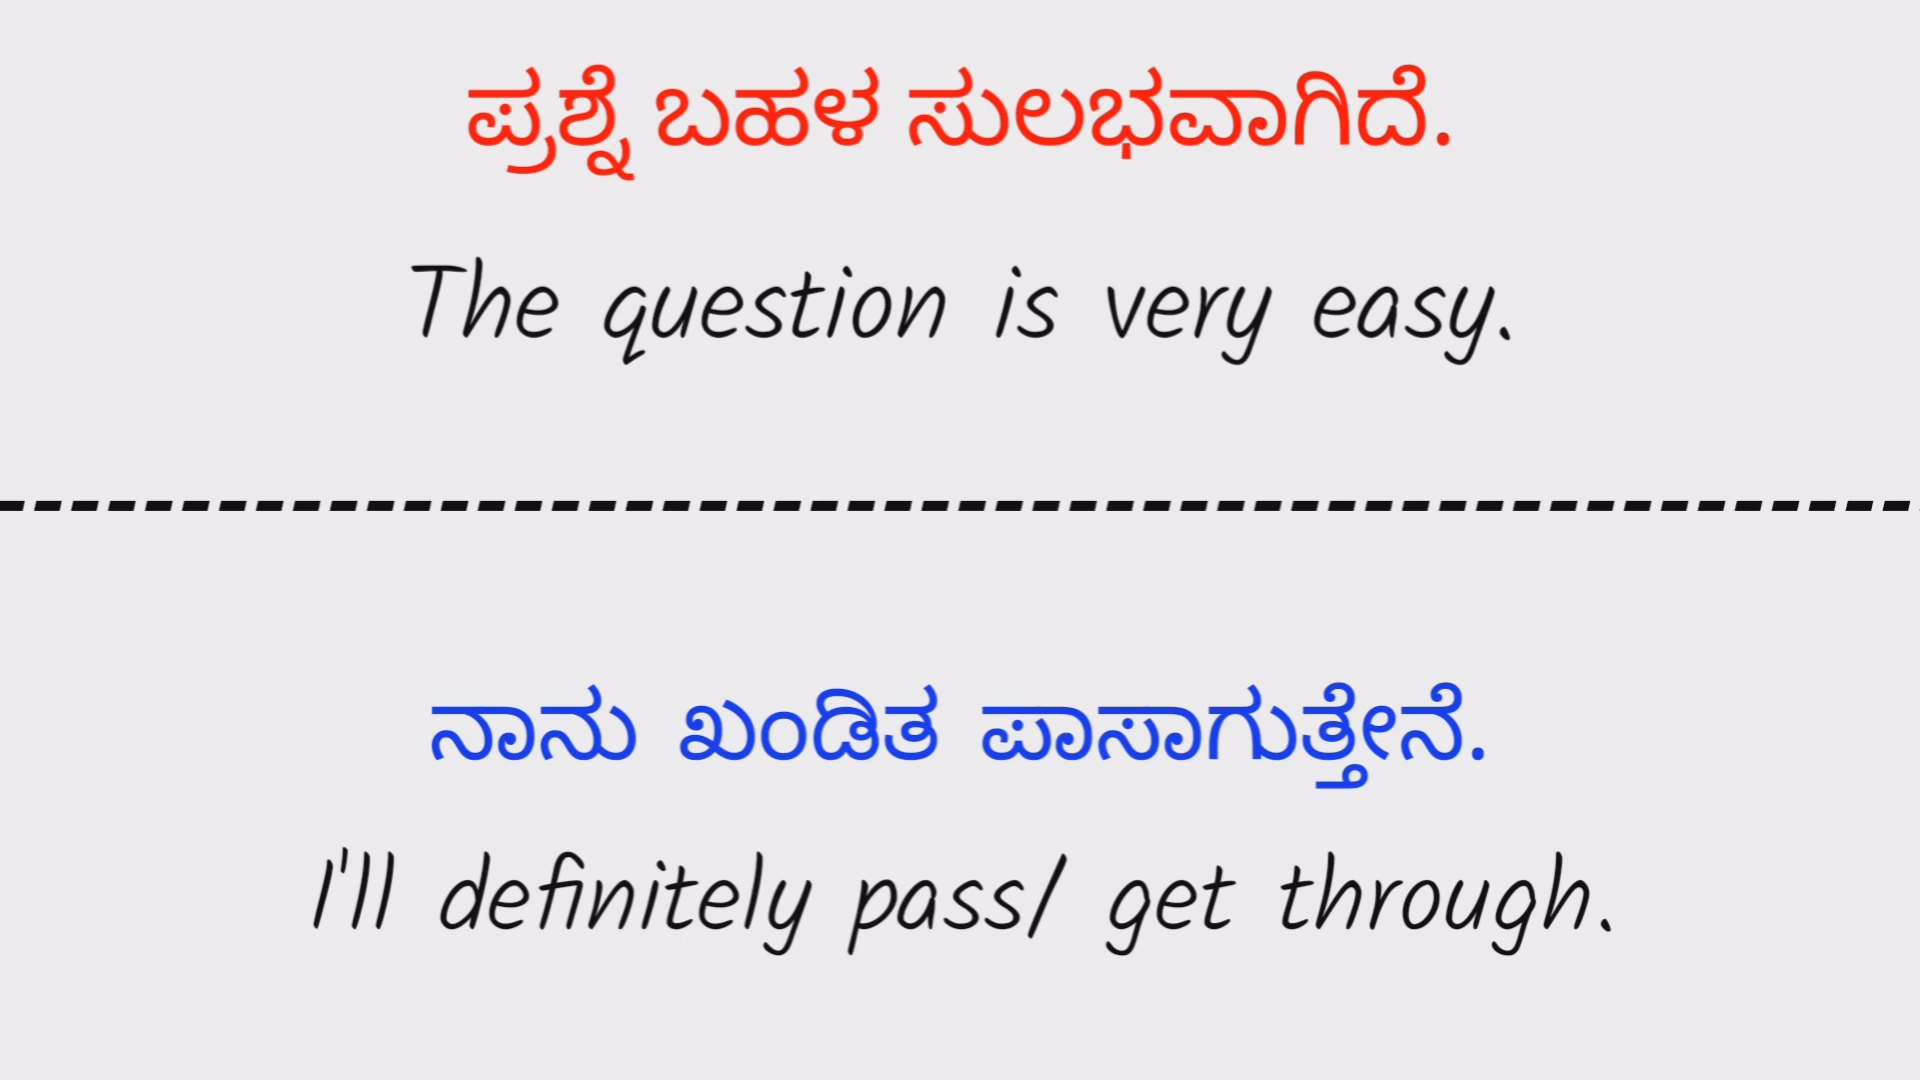 ಪ್ರಶ್ನೆ ಬಹಳ ಸುಲಭವಾಗಿದೆ.
The question is very easy.
ನಾನು ಖಂಡಿತ ಪಾಸಾಗುತ್ತೇನೆ.
I'll definitely pass/ get through.